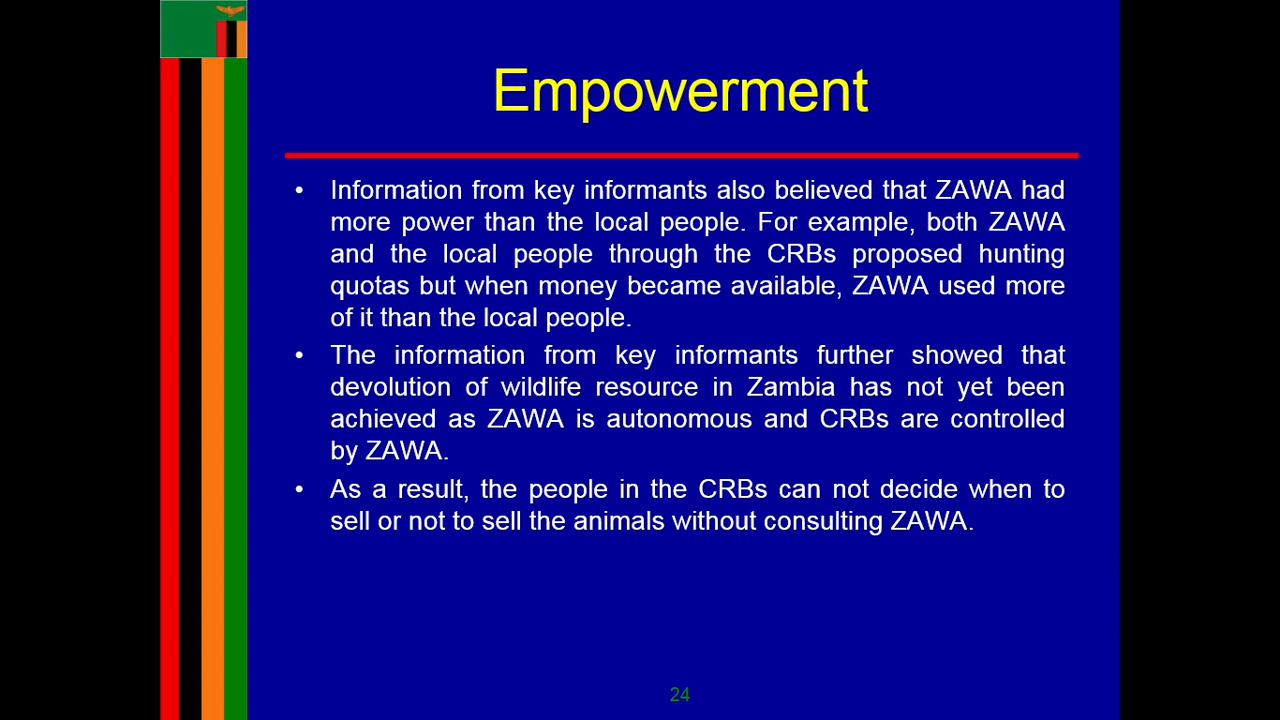 Empowerment
• Information from key informants also believed that ZAWA had
more power than the local people. For example, both ZAWA
and the local people through the CRBs proposed hunting
quotas but when money became available, ZAWA used more
of it than the local people.
• The information from key informants further showed that
devolution of wildlife resource in Zambia has not yet been
achieved as ZAWA is autonomous and CRBs are controlled
by ZAWA.
• As a result, the people in the CRBs can not decide when to
sell or not to sell the animals without consulting ZAWA.
24